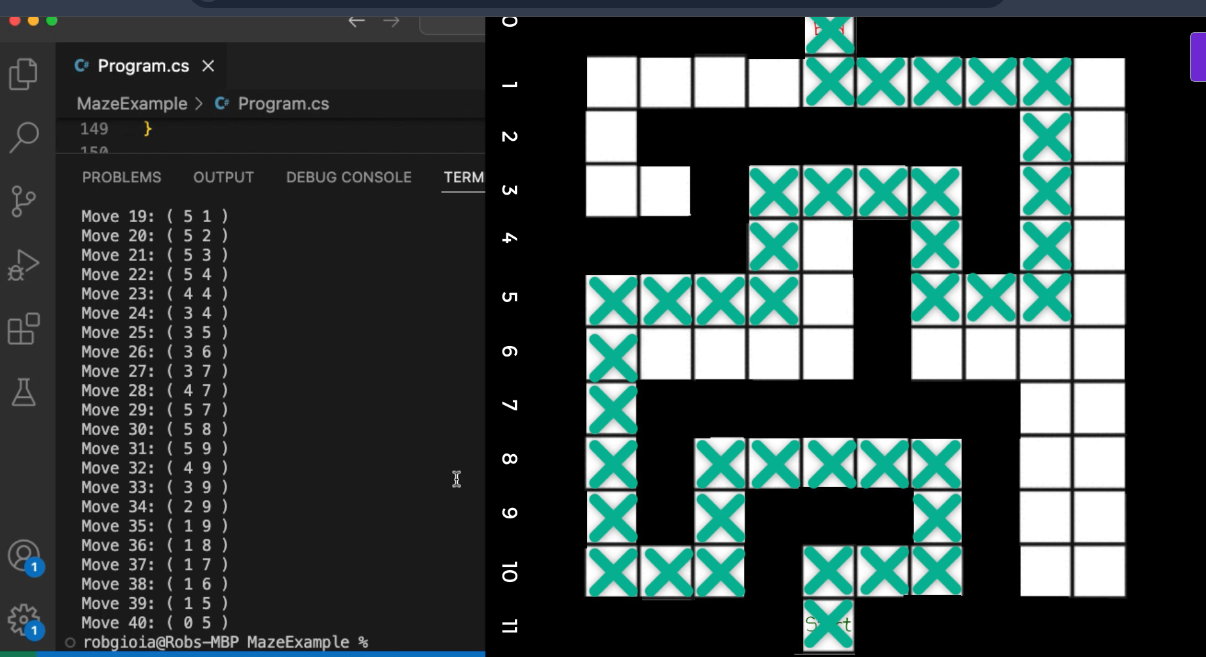 C# Program.cs ×
MazeExample > C# Program.cs
149 }
150
PROBLEMS OUTPUT DEBUG CONSOLE TERM
Move 19: ( 5 1 )
Move 20: ( 5 2 )
Move 21: ( 5 3 )
Move 22: ( 5 4 )
Move 23: ( 4 4 )
Move 24: ( 3 4 )
Move 25: ( 3 5 )
Move 26: ( 3 6 )
Move 27: ( 3 7 )
Move 28: ( 4 7 )
Move 29: ( 5 7 )
Move 30: ( 5 8 )
Move 31: ( 5 9 )
Move 32: ( 4 9 )
Move 33: ( 3 9 )
Move 34: ( 2 9 )
Move 35: ( 1 9 )
Move 36: ( 1 8 )
Move 37: ( 1 7 )
Move 38: ( 1 6 )
Move 39: ( 1 5 )
Move 40: ( 0 5 )
robgioia@Robs-MBP MazeExample %
1
1
0
1
2
3
4
5
6
7
8
9
10
11
Start